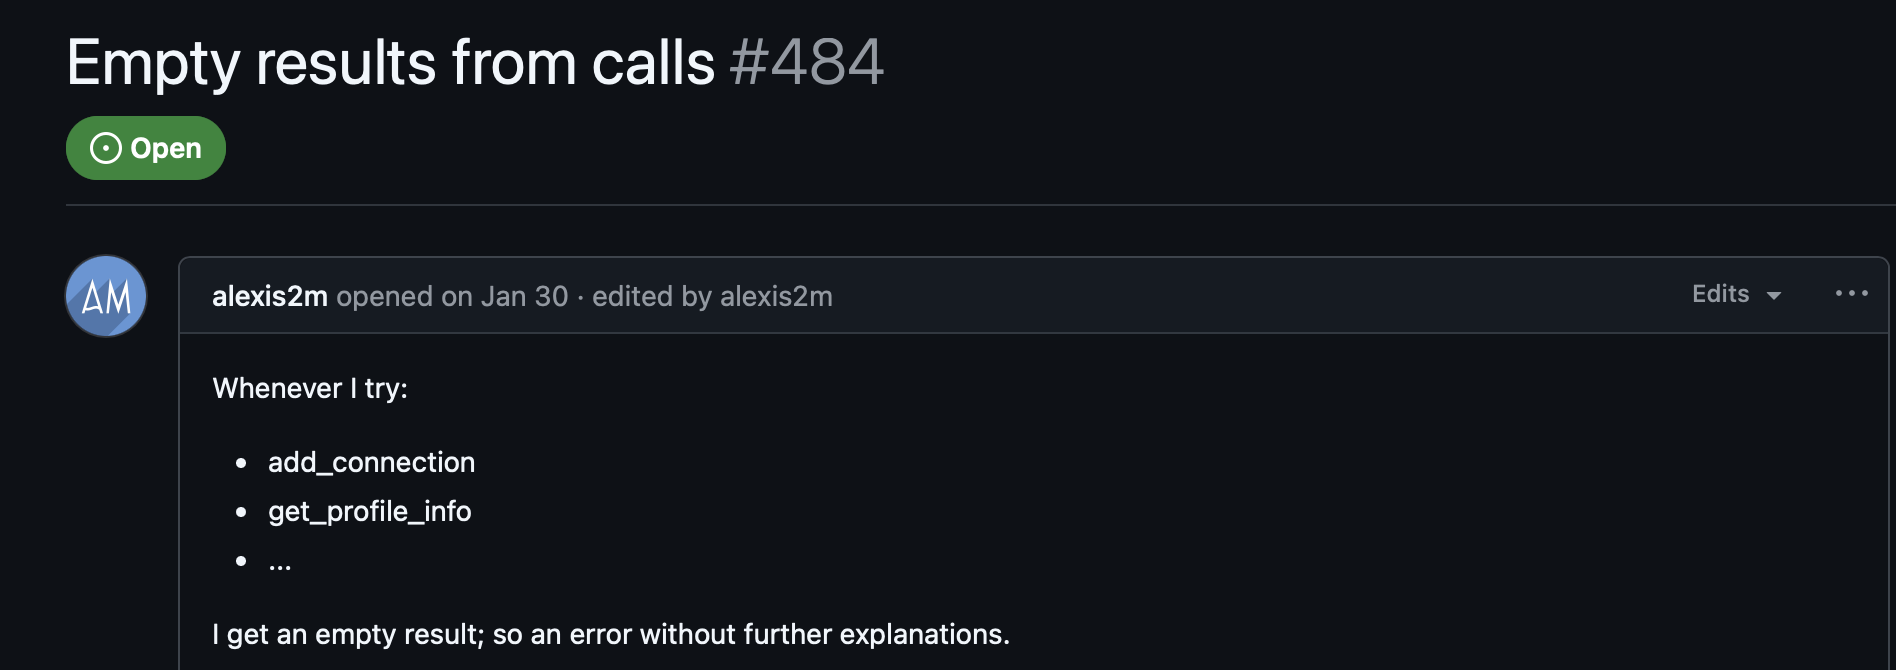 Empty results from calls #484
Open
AM
alexis2m opened on Jan 30 · edited by alexis2m
Edits
Whenever I try:
• add_connection
• get_profile_info
• ...
I get an empty result; so an error without further explanations.